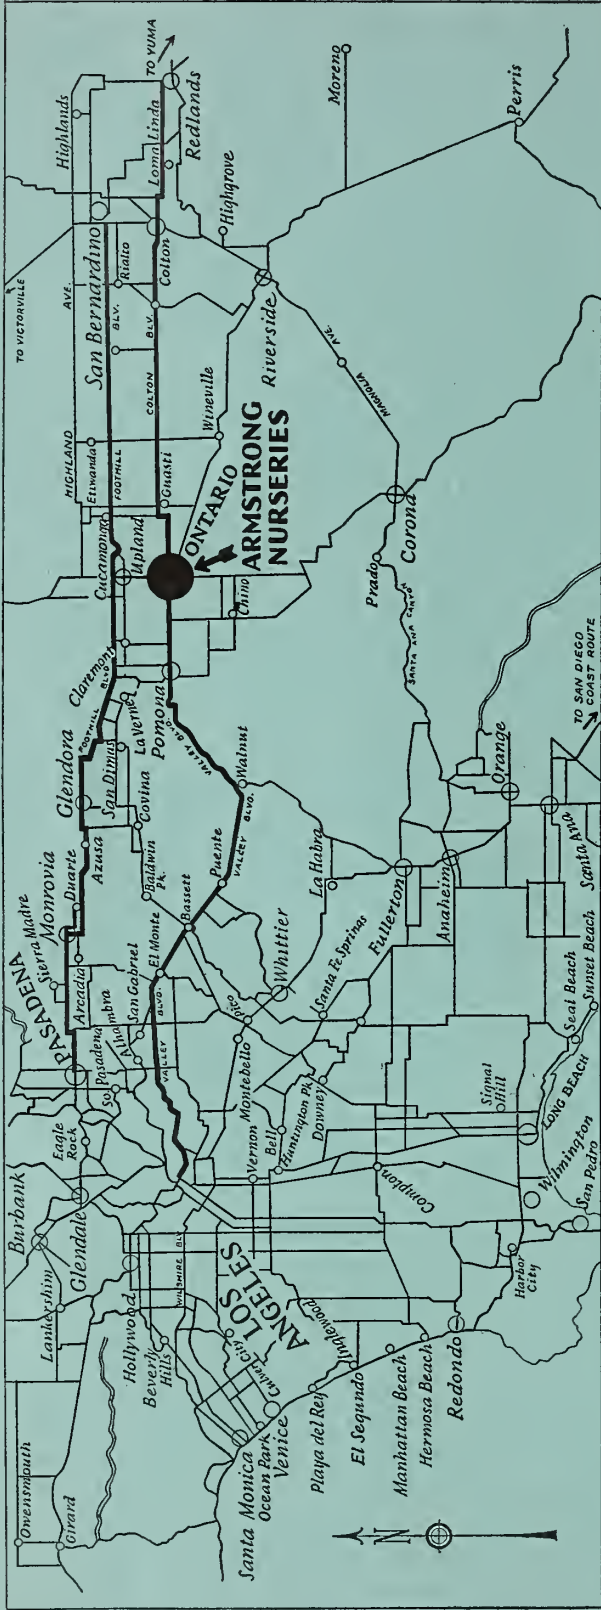 Owensmouth
Girard
Lankershim
Burbank
Glendale
Eagle
Rock
PASADENA
Sierra Madre
Monrovia
Duarte
Arcadia
Azusa
Glendora
FOOTHILL
BLVD
San Dimas
La Verne
Claremont
Covina
Baldwin
Pk.
Cucamonga
Upland
HIGHLAND
AVE.
Etiwanda
FOOTHILL
BLV.
San Bernardino
Rialto
TO VICTORVILLE
Highlands
Loma Linda
TO YUMA
Redlands
Hollywood
Beverly
Hills
WILSHIRE BLV
So. Pasadena
Alhambra
San Gabriel
El Monte
VALLEY
BLVD.
Bassett
Puente
VALLEY
BLVD.
Walnut
VALLEY BLVD.
Pomona
ONTARIO
ARMSTRONG
NURSERIES
Chino
Guasti
COLTON
BLV.
Colton
Wineville
Highgrove
Riverside
MAGNOLIA
AVE.
Moreno
Perris
Santa Monica
Ocean Park
Venice
Culver City
LOS
ANGELES
Vernon
Bell
Huntington Pk.
Montebello
Pico
Whittier
Downey
Santa Fe Springs
La Habra
Fullerton
Anaheim
Orange
Santa Ana
SANTA ANA CANYON
Prado
Corona
Playa del Rey
Inglewood
El Segundo
Manhattan Beach
Hermosa Beach
Redondo
Compton
Signal
Hill
Harbor
City
Wilmington
San Pedro
LONG BEACH
Seal Beach
Sunset Beach
TO SAN DIEGO
COAST ROUTE
N